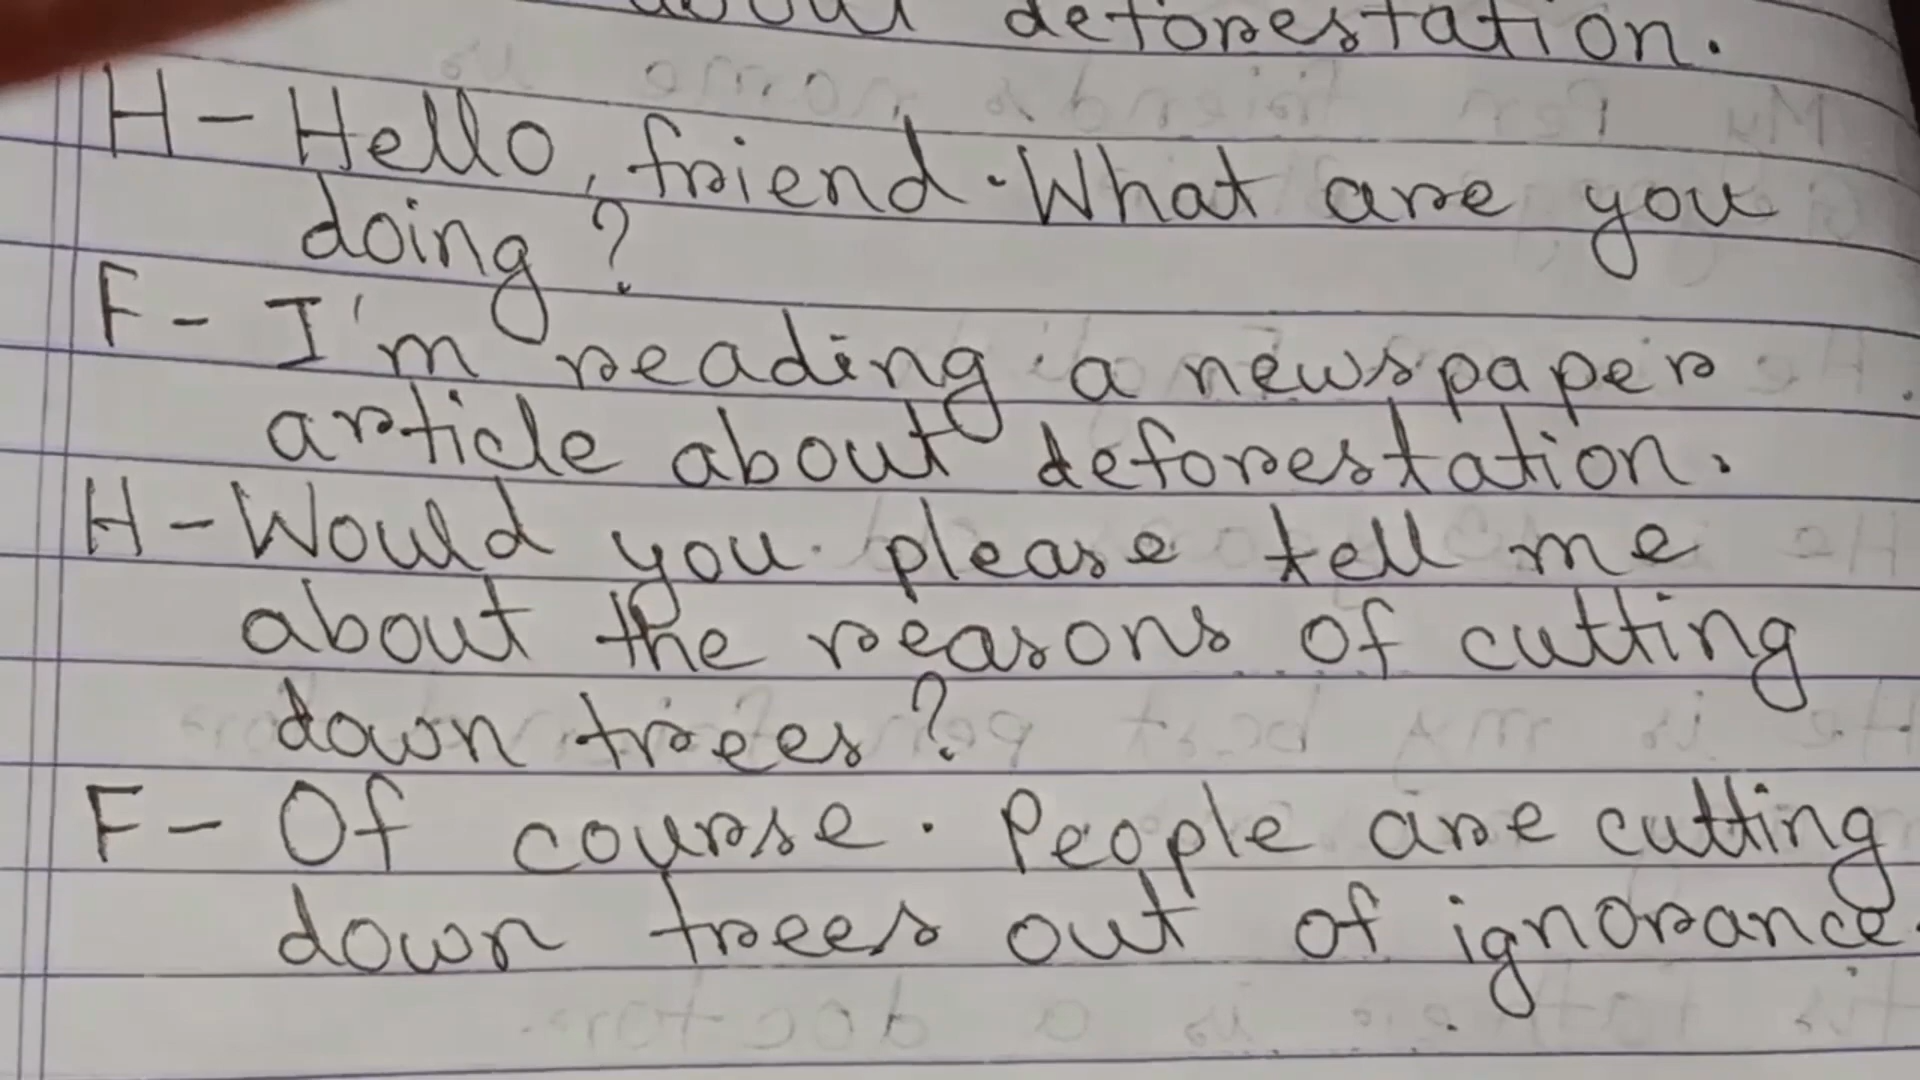 about deforestation.
H - Hello, friend. What are you
doing?
F - I'm reading a newspaper
article about deforestation.
H - Would you please tell me
about the reasons of cutting
down trees?
F - Of course. People are cutting
down trees out of ignorance.